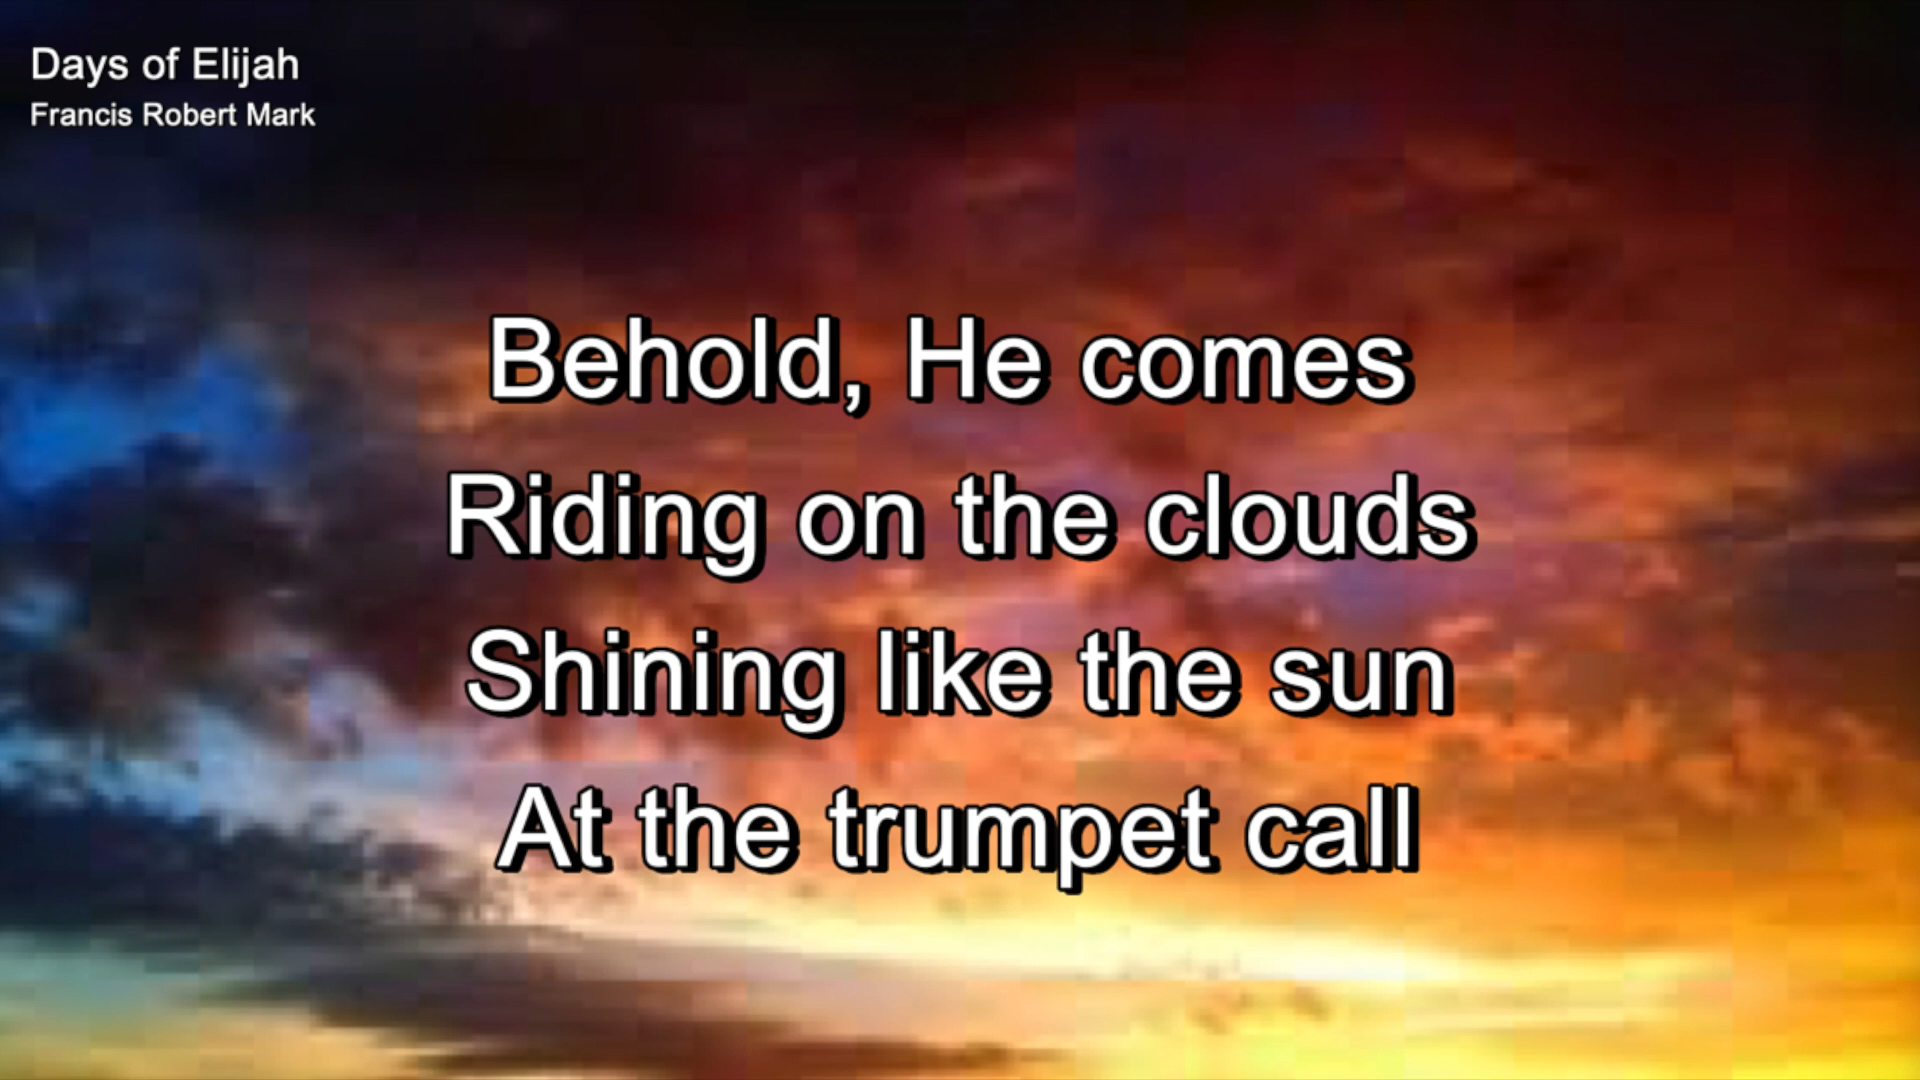 Days of Elijah
Francis Robert Mark
Behold, He comes
Riding on the clouds
Shining like the sun
At the trumpet call